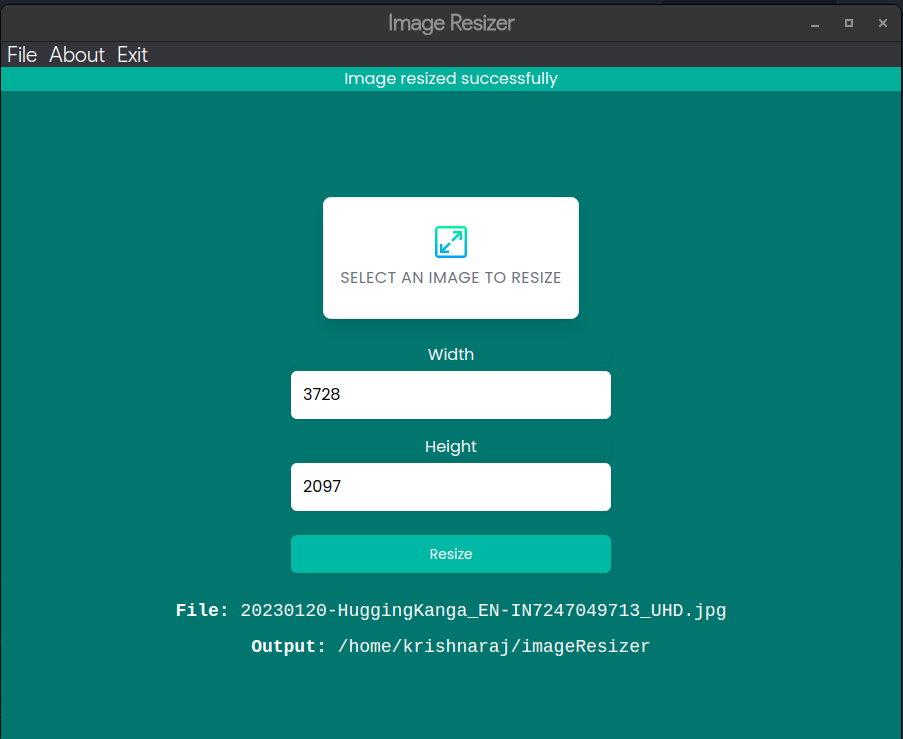 Image Resizer
File About Exit
Image resized successfully
SELECT AN IMAGE TO RESIZE
Width
3728
Height
2097
Resize
File: 20230120-HuggingKanga_EN-IN7247049713_UHD.jpg
Output: /home/krishnaraj/imageResizer